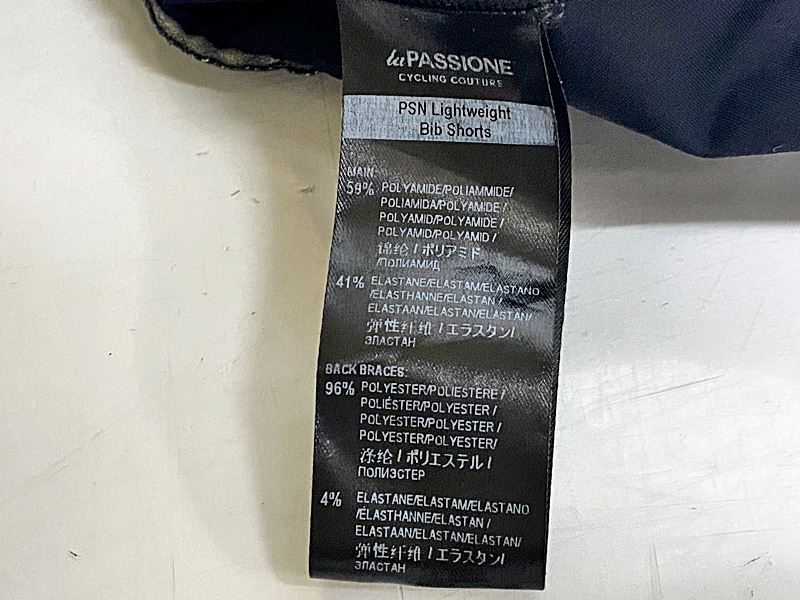 la PASSIONE
CYCLING COUTURE
PSN Lightweight
Bib Shorts
MAIN:
59% POLYAMIDE/POLIAMMIDE/
POLIAMIDA/POLYAMIDE /
POLYAMID/POLYAMIDE /
POLYAMID/POLYAMID /
锦纶 / ポリアミド
/ПОЛИАМИД
41% ELASTANE/ELASTAM/ELASTANO
/ELASTHANNE/ELASTAN /
ELASTAAN/ELASTAN/ELASTAN/
弹性纤维 / エラスタン/
ЭЛАСТАН
BACK BRACES:
96% POLYESTER/POLIESTERE /
POLIÉSTER/POLYESTER /
POLYESTER/POLYESTER /
POLYESTER/POLYESTER/
涤纶 / ポリエステル /
ПОЛИЭСТЕР
4% ELASTANE/ELASTAM/ELASTANO
/ELASTHANNE/ELASTAN /
ELASTAAN/ELASTAN/ELASTAN/
弹性纤维 / エラスタン/
ЭЛАСТАН